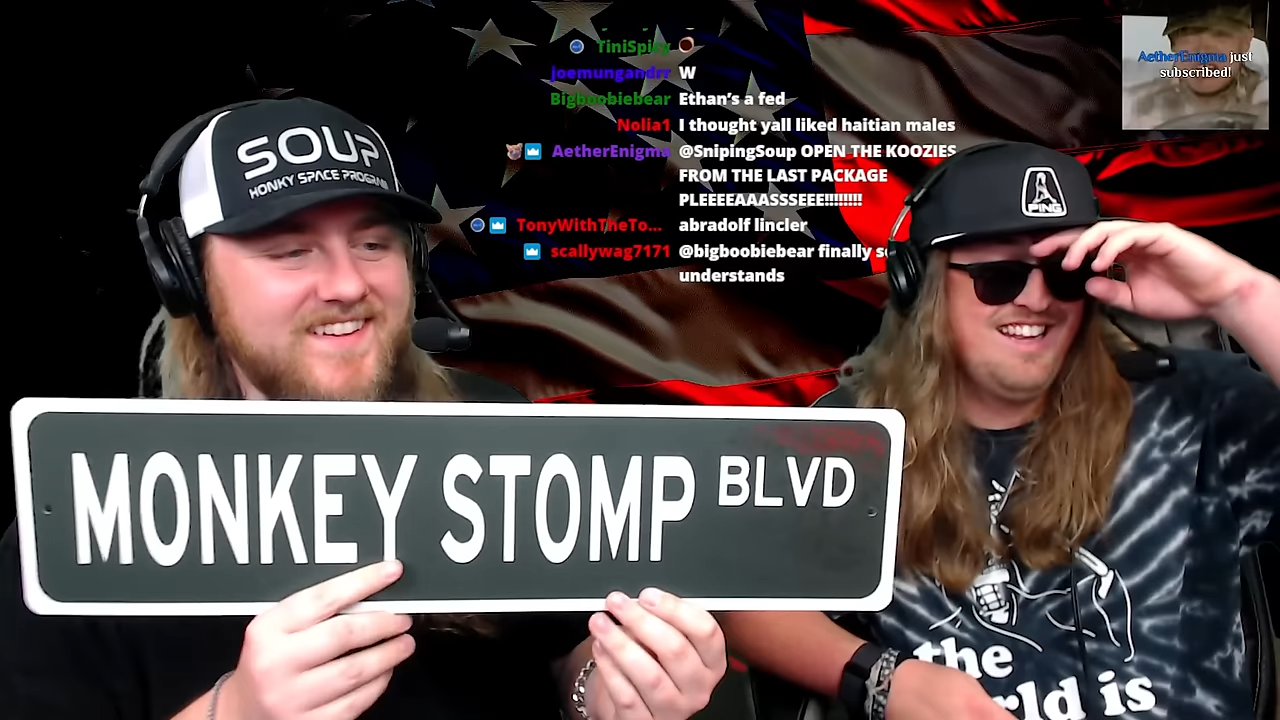 TiniSpicy
joemungandrr W
Bigboobiebear Ethan’s a fed
Nolia1 I thought yall liked haitian males
AetherEnigma @SnipingSoup OPEN THE KOOZIES
FROM THE LAST PACKAGE
PLEEEEAAASSSEEE!!!!!!!!
TonyWithTheTo... abradolf lincler
scallywag7171 @bigboobiebear finally so
understands
AetherEnigma just
subscribed!
SOUP
HONKY SPACE PROGRAM
PING
MONKEY STOMP BLVD
the
rld is